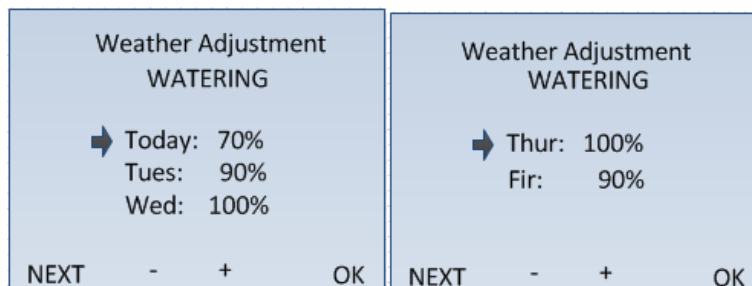 Weather Adjustment
WATERING
Today: 70%
Tues: 90%
Wed: 100%
NEXT - + OK
Weather Adjustment
WATERING
Thur: 100%
Fir: 90%
NEXT - + OK